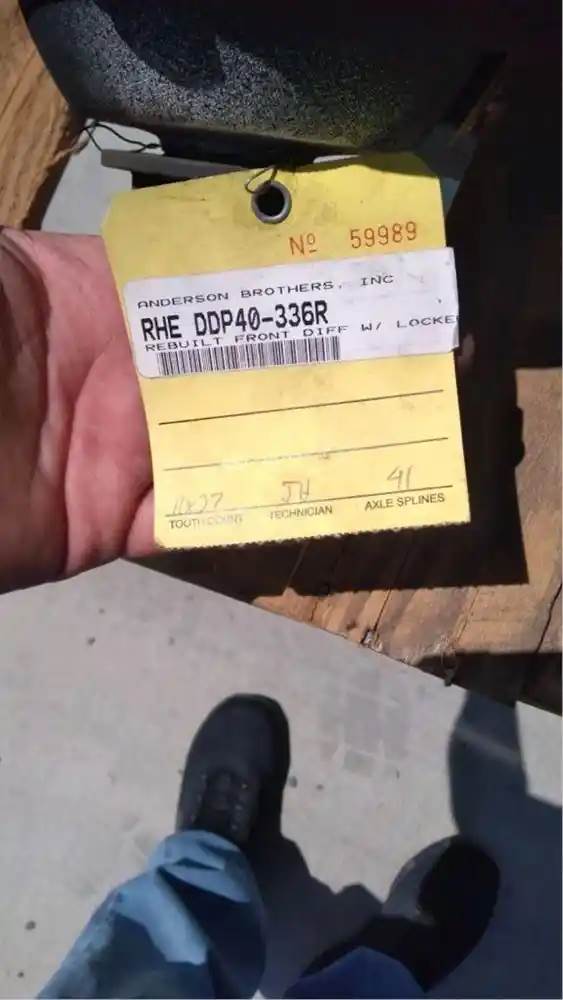 Nº 59989
ANDERSON BROTHERS, INC
RHE DDP40-336R
REBUILT FRONT DIFF W/ LOCKE
JH 41
TOOTH COUNT TECHNICIAN AXLE SPLINES